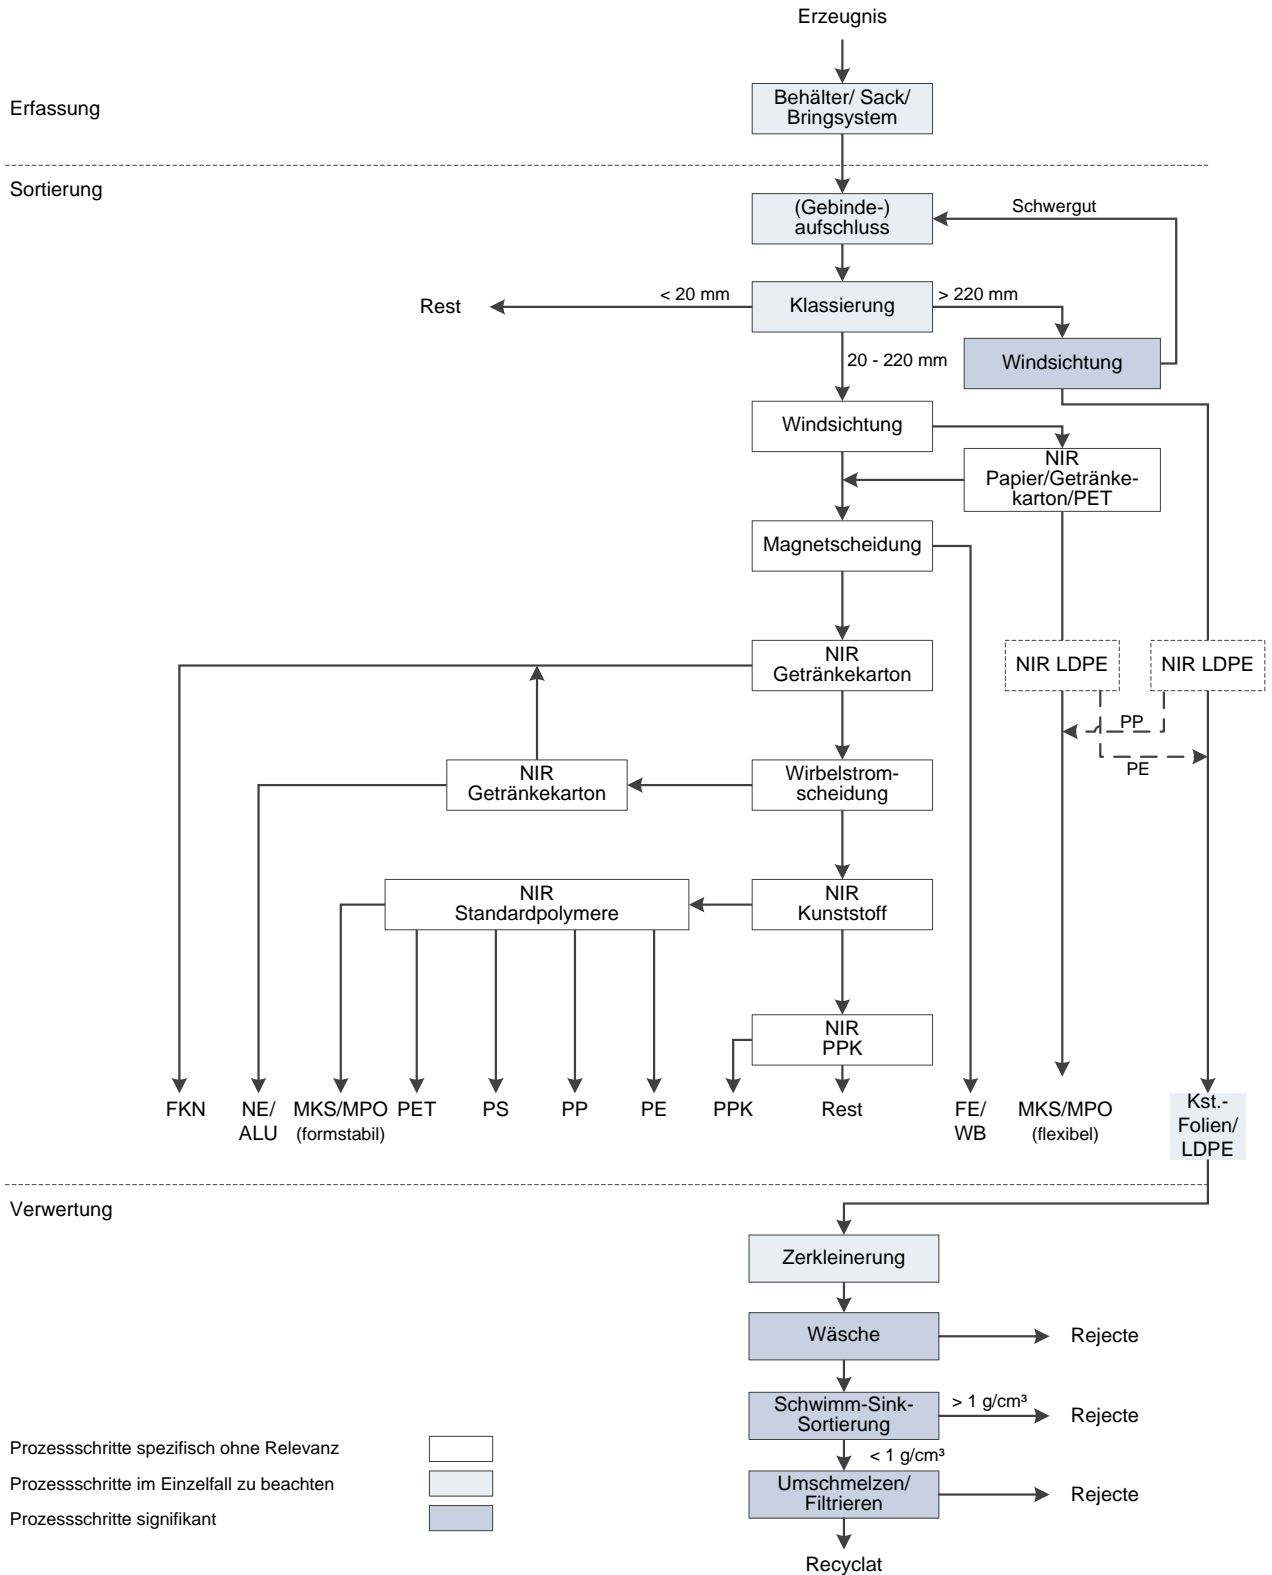 Erzeugnis
Erfassung
Behälter/ Sack/
Bringsystem
Sortierung
(Gebinde-)
aufschluss
Schwergut
Rest
< 20 mm
Klassierung
> 220 mm
20 - 220 mm
Windsichtung
Windsichtung
NIR
Papier/Getränke-
karton/PET
Magnetscheidung
NIR
Getränkekarton
NIR LDPE
NIR LDPE
PP
PE
NIR
Getränkekarton
Wirbelstrom-
scheidung
NIR
Standardpolymere
NIR
Kunststoff
NIR
PPK
FKN
NE/
ALU
MKS/MPO
(formstabil)
PET
PS
PP
PE
PPK
Rest
FE/
WB
MKS/MPO
(flexibel)
Kst.-
Folien/
LDPE
Verwertung
Zerkleinerung
Wäsche
Rejecte
Schwimm-Sink-
Sortierung
> 1 g/cm³
Rejecte
< 1 g/cm³
Umschmelzen/
Filtrieren
Rejecte
Recyclat
Prozessschritte spezifisch ohne Relevanz
Prozessschritte im Einzelfall zu beachten
Prozessschritte signifikant